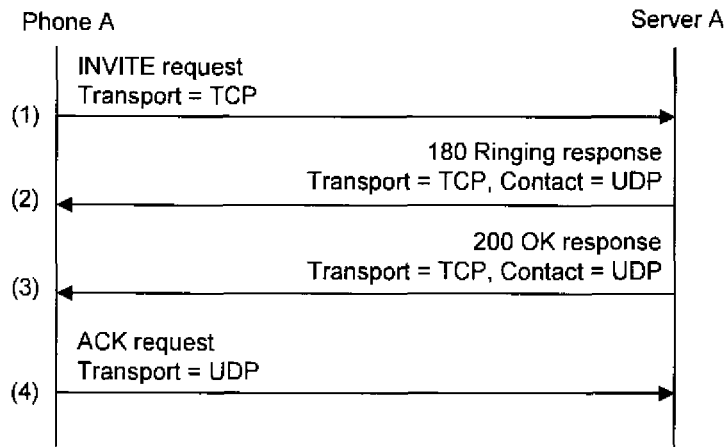 Phone A
Server A
INVITE request
Transport = TCP
(1)
180 Ringing response
Transport = TCP, Contact = UDP
(2)
200 OK response
Transport = TCP, Contact = UDP
(3)
ACK request
Transport = UDP
(4)